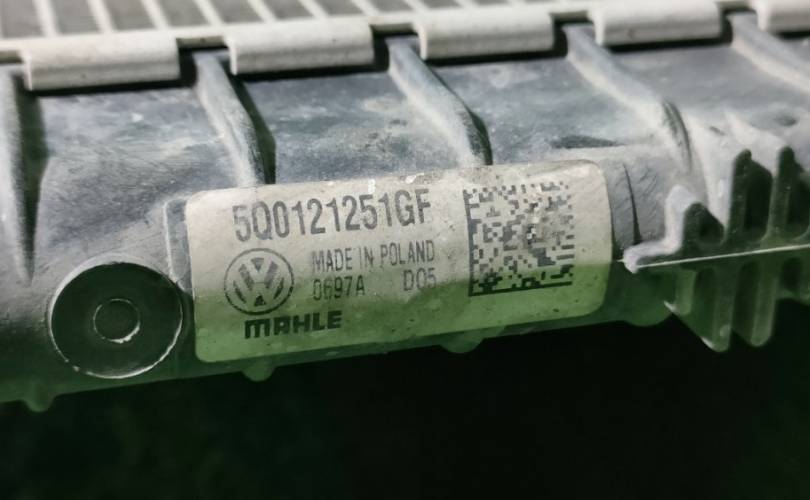 5Q0121251GF
MADE IN POLAND
0697A D05
MAHLE